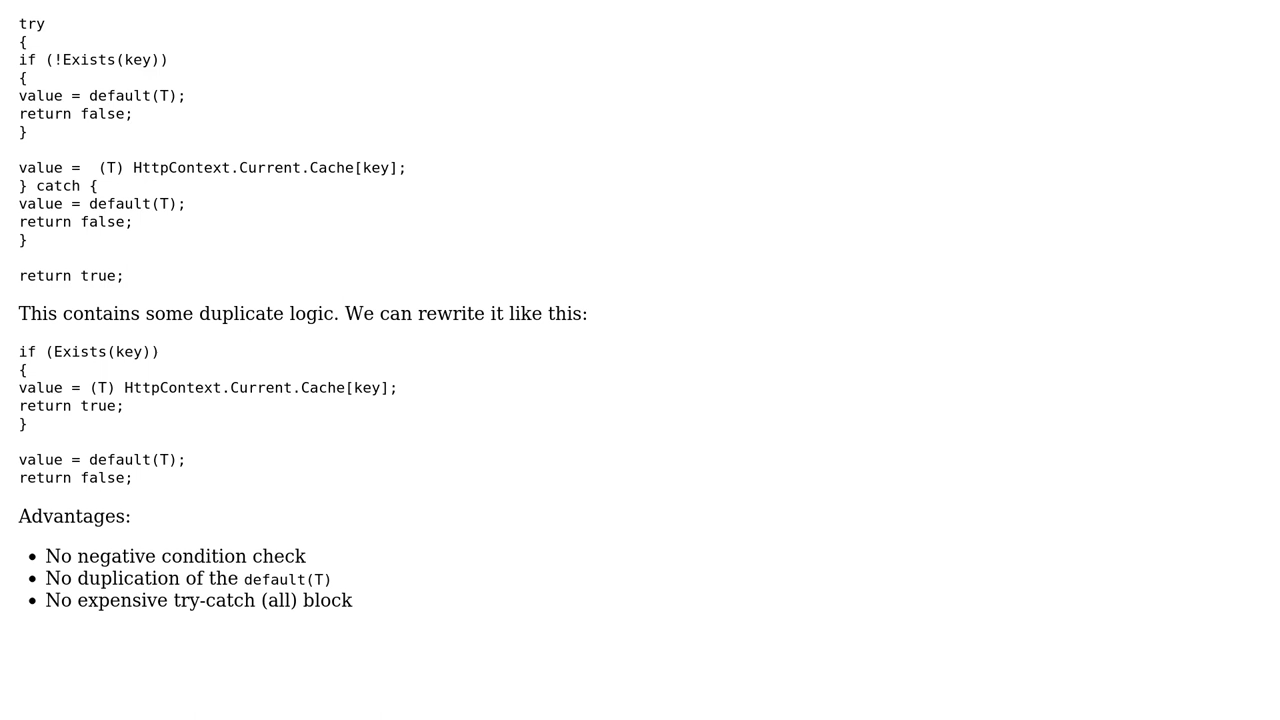 try
{
if (!Exists(key))
{
value = default(T);
return false;
}

value =  (T) HttpContext.Current.Cache[key];
} catch {
value = default(T);
return false;
}

return true;
This contains some duplicate logic. We can rewrite it like this:
if (Exists(key))
{
value = (T) HttpContext.Current.Cache[key];
return true;
}

value = default(T);
return false;
Advantages:
• No negative condition check
• No duplication of the default(T)
• No expensive try-catch (all) block